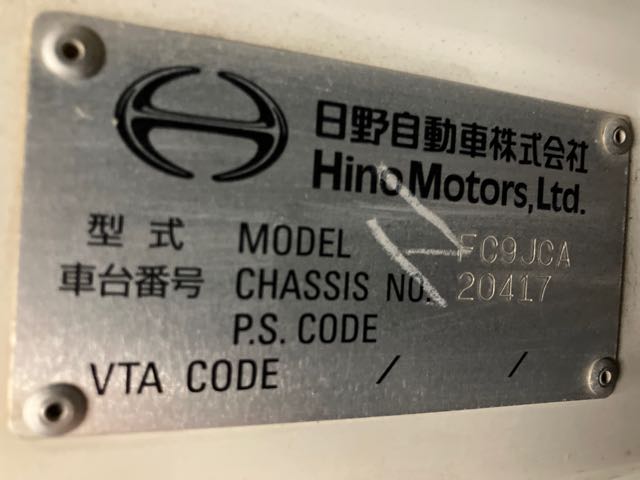 日野自動車株式会社
Hino Motors, Ltd.
型式 MODEL FC9JCA
車台番号 CHASSIS NO. 20417
P.S. CODE
VTA CODE / /